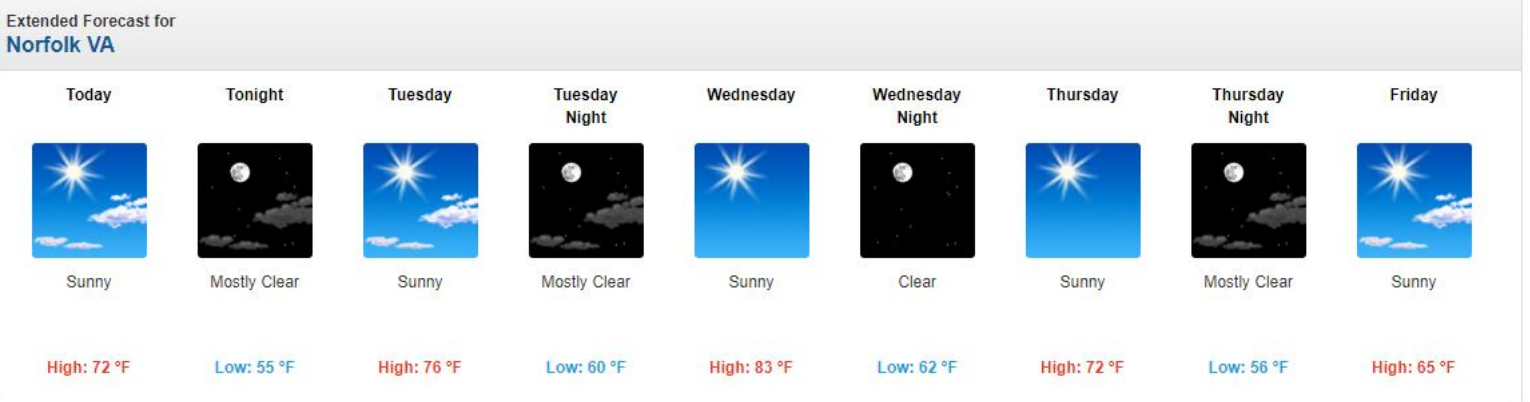 Extended Forecast for
Norfolk VA
Today
Tonight
Tuesday
Tuesday
Night
Wednesday
Wednesday
Night
Thursday
Thursday
Night
Friday
Sunny
Mostly Clear
Sunny
Mostly Clear
Sunny
Clear
Sunny
Mostly Clear
Sunny
High: 72 °F
Low: 55 °F
High: 76 °F
Low: 60 °F
High: 83 °F
Low: 62 °F
High: 72 °F
Low: 56 °F
High: 65 °F